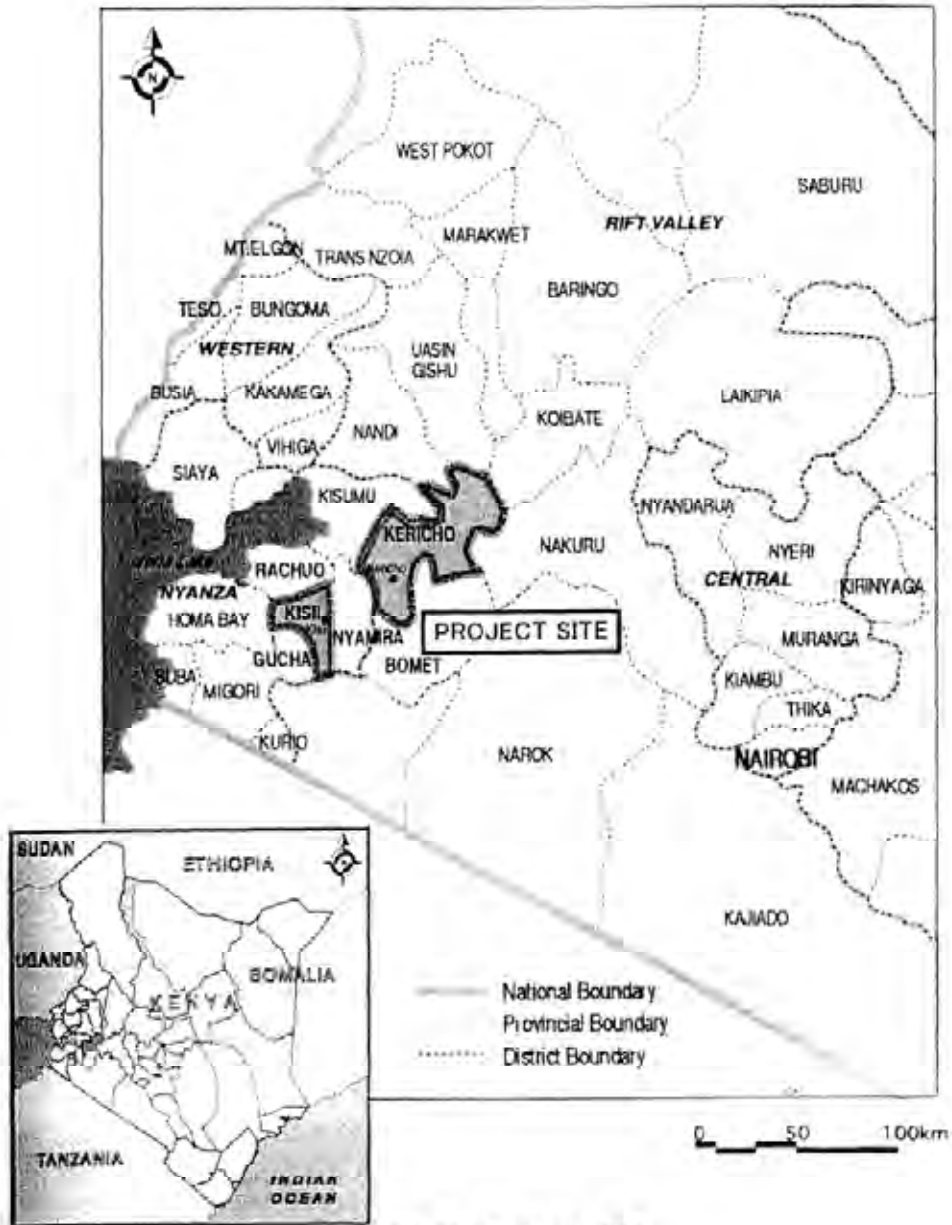 N
WEST POKOT
SABURU
RIFT VALLEY
MARAKWET
MT.ELGON
TRANS NZOIA
BARINGO
TESO
BUNGOMA
WESTERN
UASIN
GISHU
LAIKIPIA
BUSIA
KAKAMEGA
KOIBATE
NANDI
VIHIGA
SIAYA
KISUMU
NYANDARUA
KERICHO
NAKURU
NYERI
RACHUO
CENTRAL
KIRINYAGA
NYANZA
HOMA BAY
KISII
NYAMIRA
PROJECT SITE
MURANGA
GUCHA
BOMET
SUBA
MIGORI
KIAMBU
THIKA
KURIO
NAROK
NAIROBI
MACHAKOS
KAJIADO
SUDAN
ETHIOPIA
N
UGANDA
SOMALIA
KENYA
TANZANIA
INDIAN
OCEAN
National Boundary
Provincial Boundary
District Boundary
0 50 100km